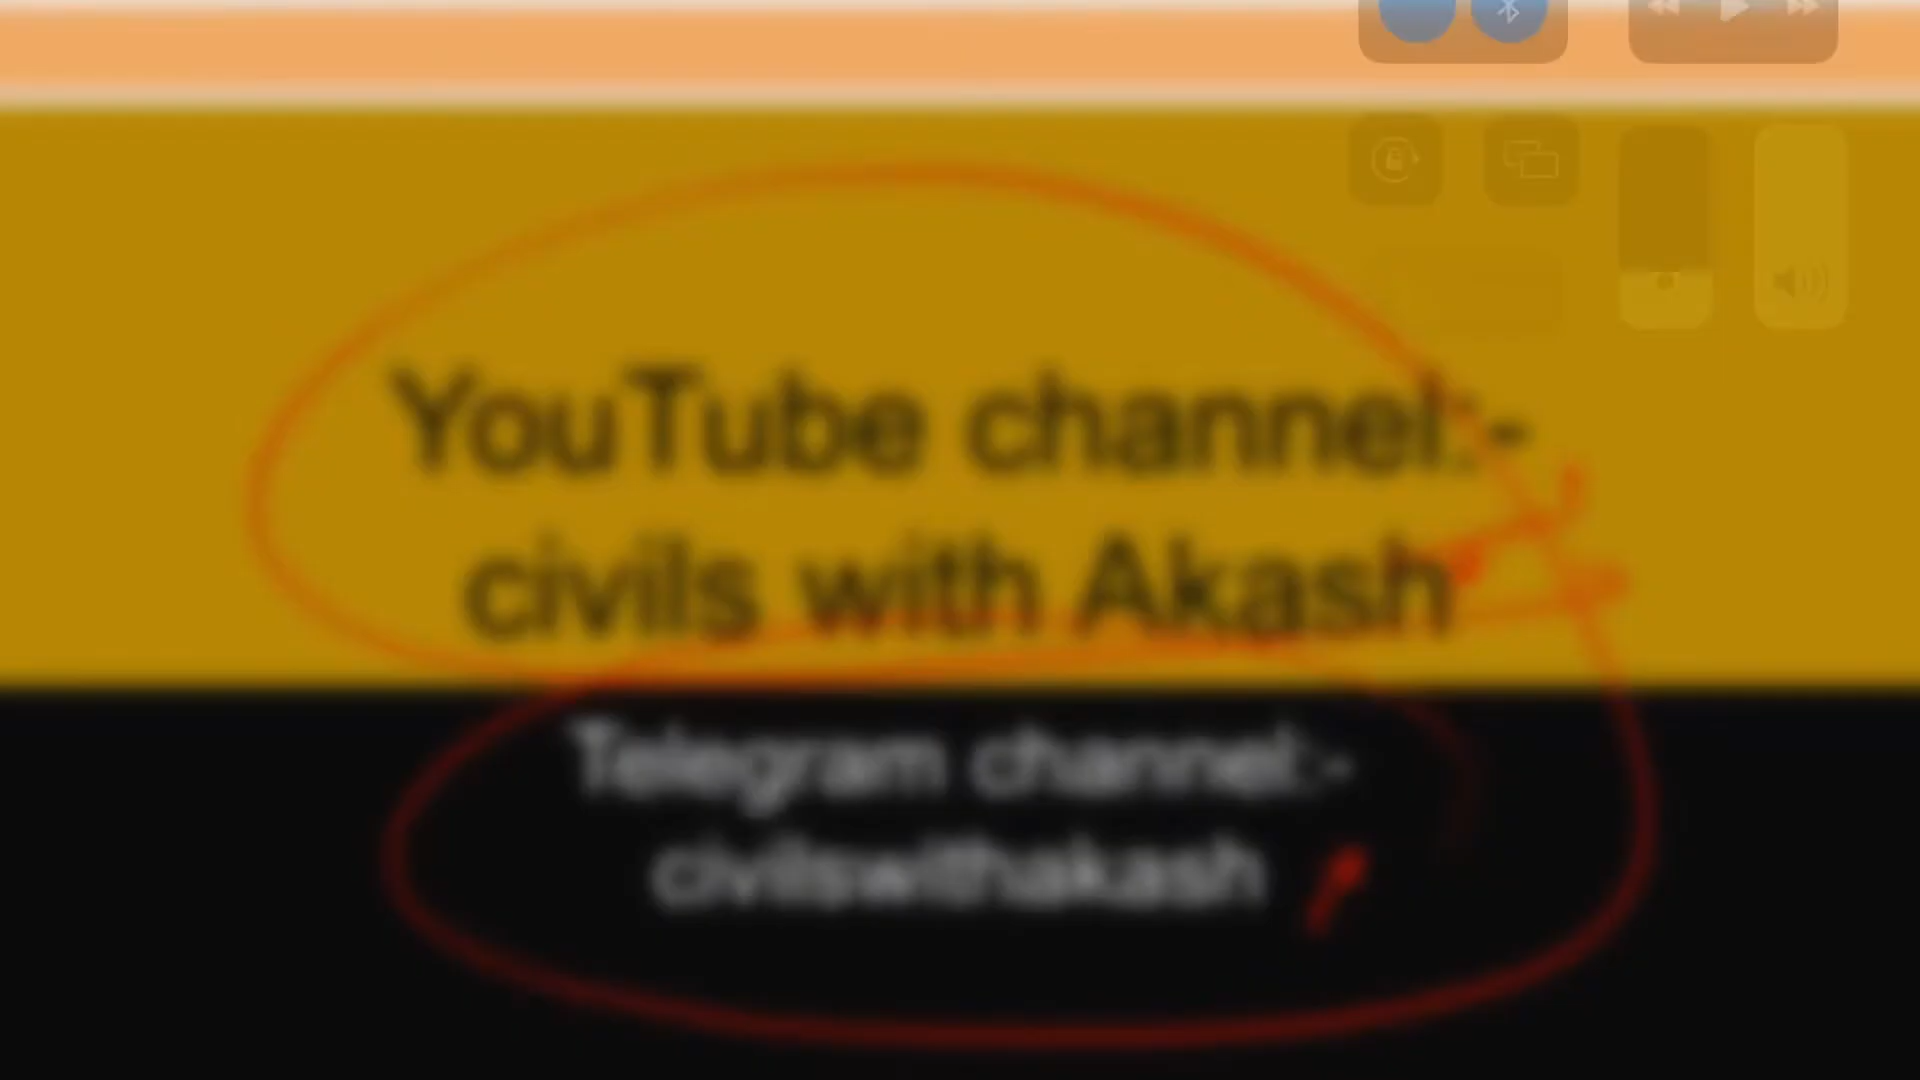 YouTube channel:-
civils with Akash
Telegram channel:-
civilswithakash